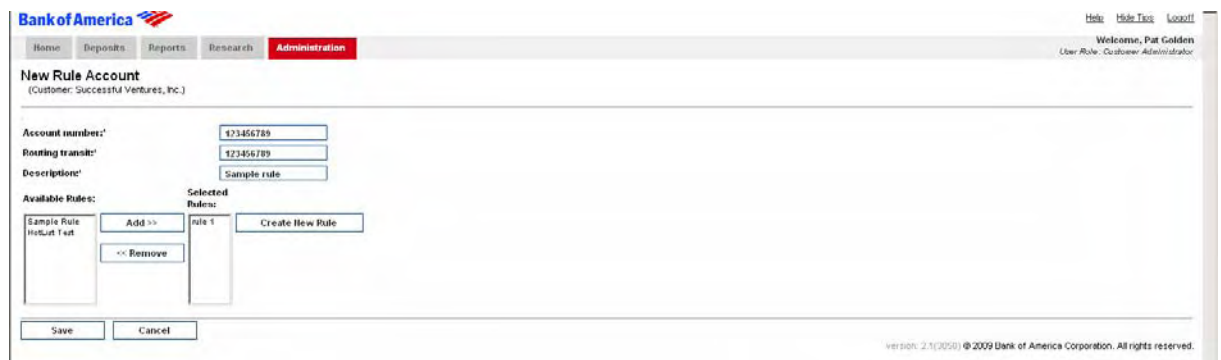 Bank of America
Help Hide Tips Logoff
Home Deposits Reports Research Administration
Welcome, Pat Golden
User Role: Customer Administrator
New Rule Account
(Customer: Successful Ventures, Inc.)
Account number:*
123456789
Routing transit:*
123456789
Description:*
Sample rule
Available Rules:
Selected Rules:
Sample Rule
HotList Test
Add >>
<< Remove
rule 1
Create New Rule
Save Cancel
version: 2.1(2050) © 2009 Bank of America Corporation. All rights reserved.